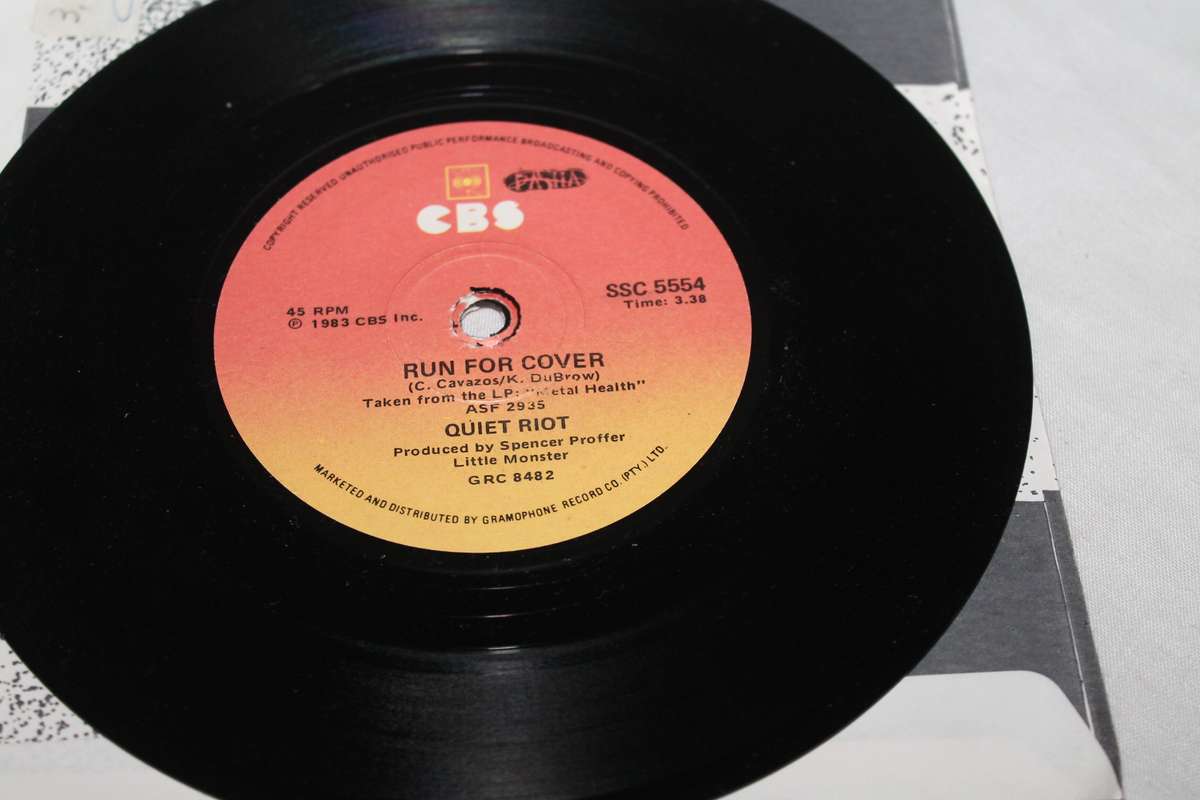 COPYRIGHT RESERVED UNAUTHORISED PUBLIC PERFORMANCE BROADCASTING AND COPYING PROHIBITED
PASHA
CBS
SSC 5554
Time: 3.38
45 RPM
℗ 1983 CBS Inc.
RUN FOR COVER
(C. Cavazos/K. DuBrow)
Taken from the LP: "Metal Health"
ASF 2935
QUIET RIOT
Produced by Spencer Proffer
Little Monster
GRC 8482
MARKETED AND DISTRIBUTED BY GRAMOPHONE RECORD CO. (PTY.) LTD.